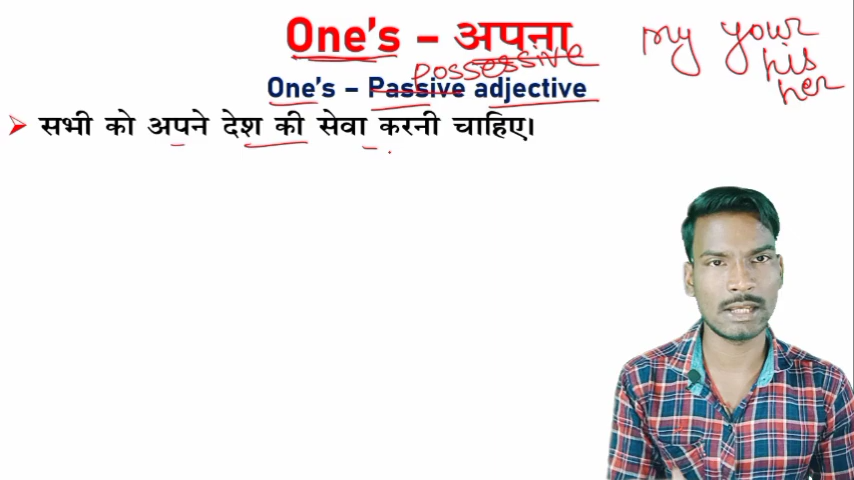 One's – अपना
my your
his
her
possessive
One's – Passive adjective
➤ सभी को अपने देश की सेवा करनी चाहिए।